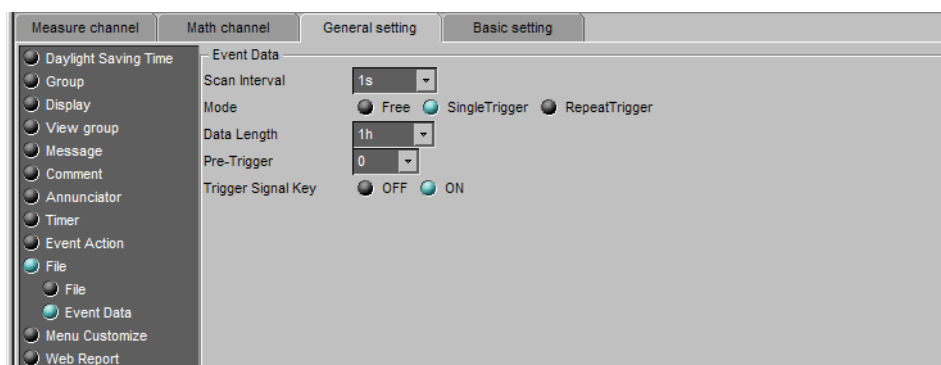 Measure channel Math channel General setting Basic setting
Daylight Saving Time
Group
Display
View group
Message
Comment
Annunciator
Timer
Event Action
File
File
Event Data
Menu Customize
Web Report
Event Data
Scan Interval 1s
Mode Free SingleTrigger RepeatTrigger
Data Length 1h
Pre-Trigger 0
Trigger Signal Key OFF ON